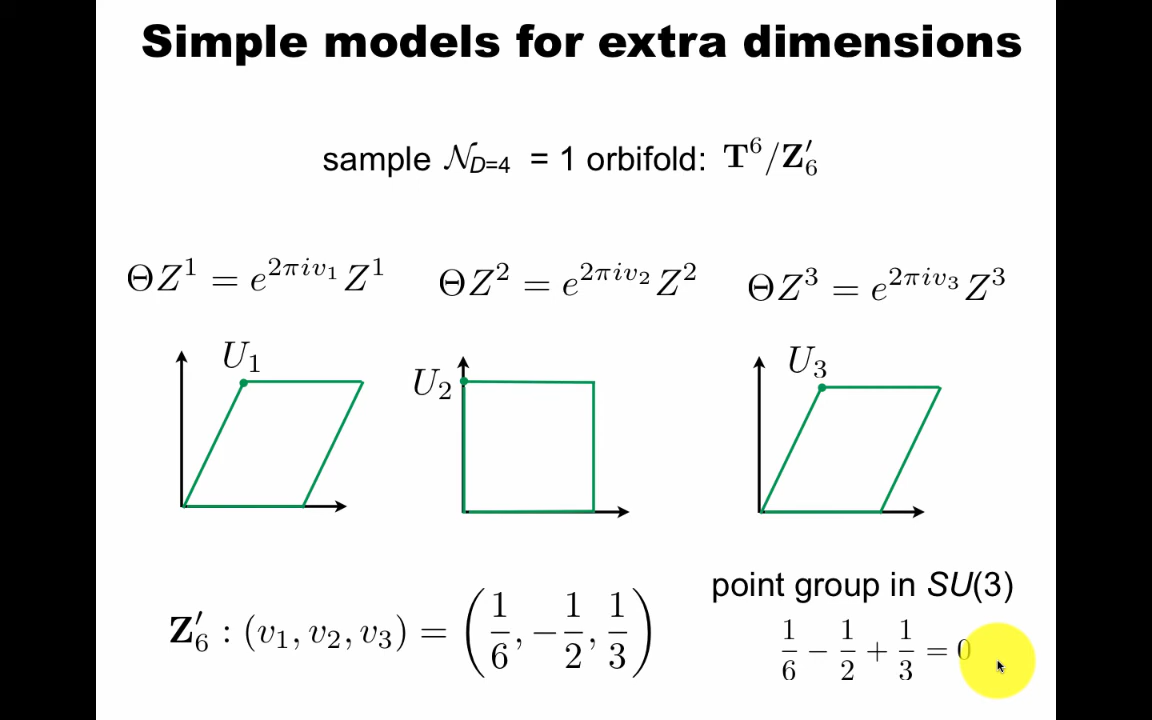 Simple models for extra dimensions
sample 𝒩_{D=4} = 1 orbifold: T⁶/Z′₆
ΘZ¹ = e^{2πiv₁} Z¹
ΘZ² = e^{2πiv₂} Z²
ΘZ³ = e^{2πiv₃} Z³
U₁
U₂
U₃
Z′₆ : (v₁, v₂, v₃) = (1/6, −1/2, 1/3)
point group in SU(3)
1/6 − 1/2 + 1/3 = 0